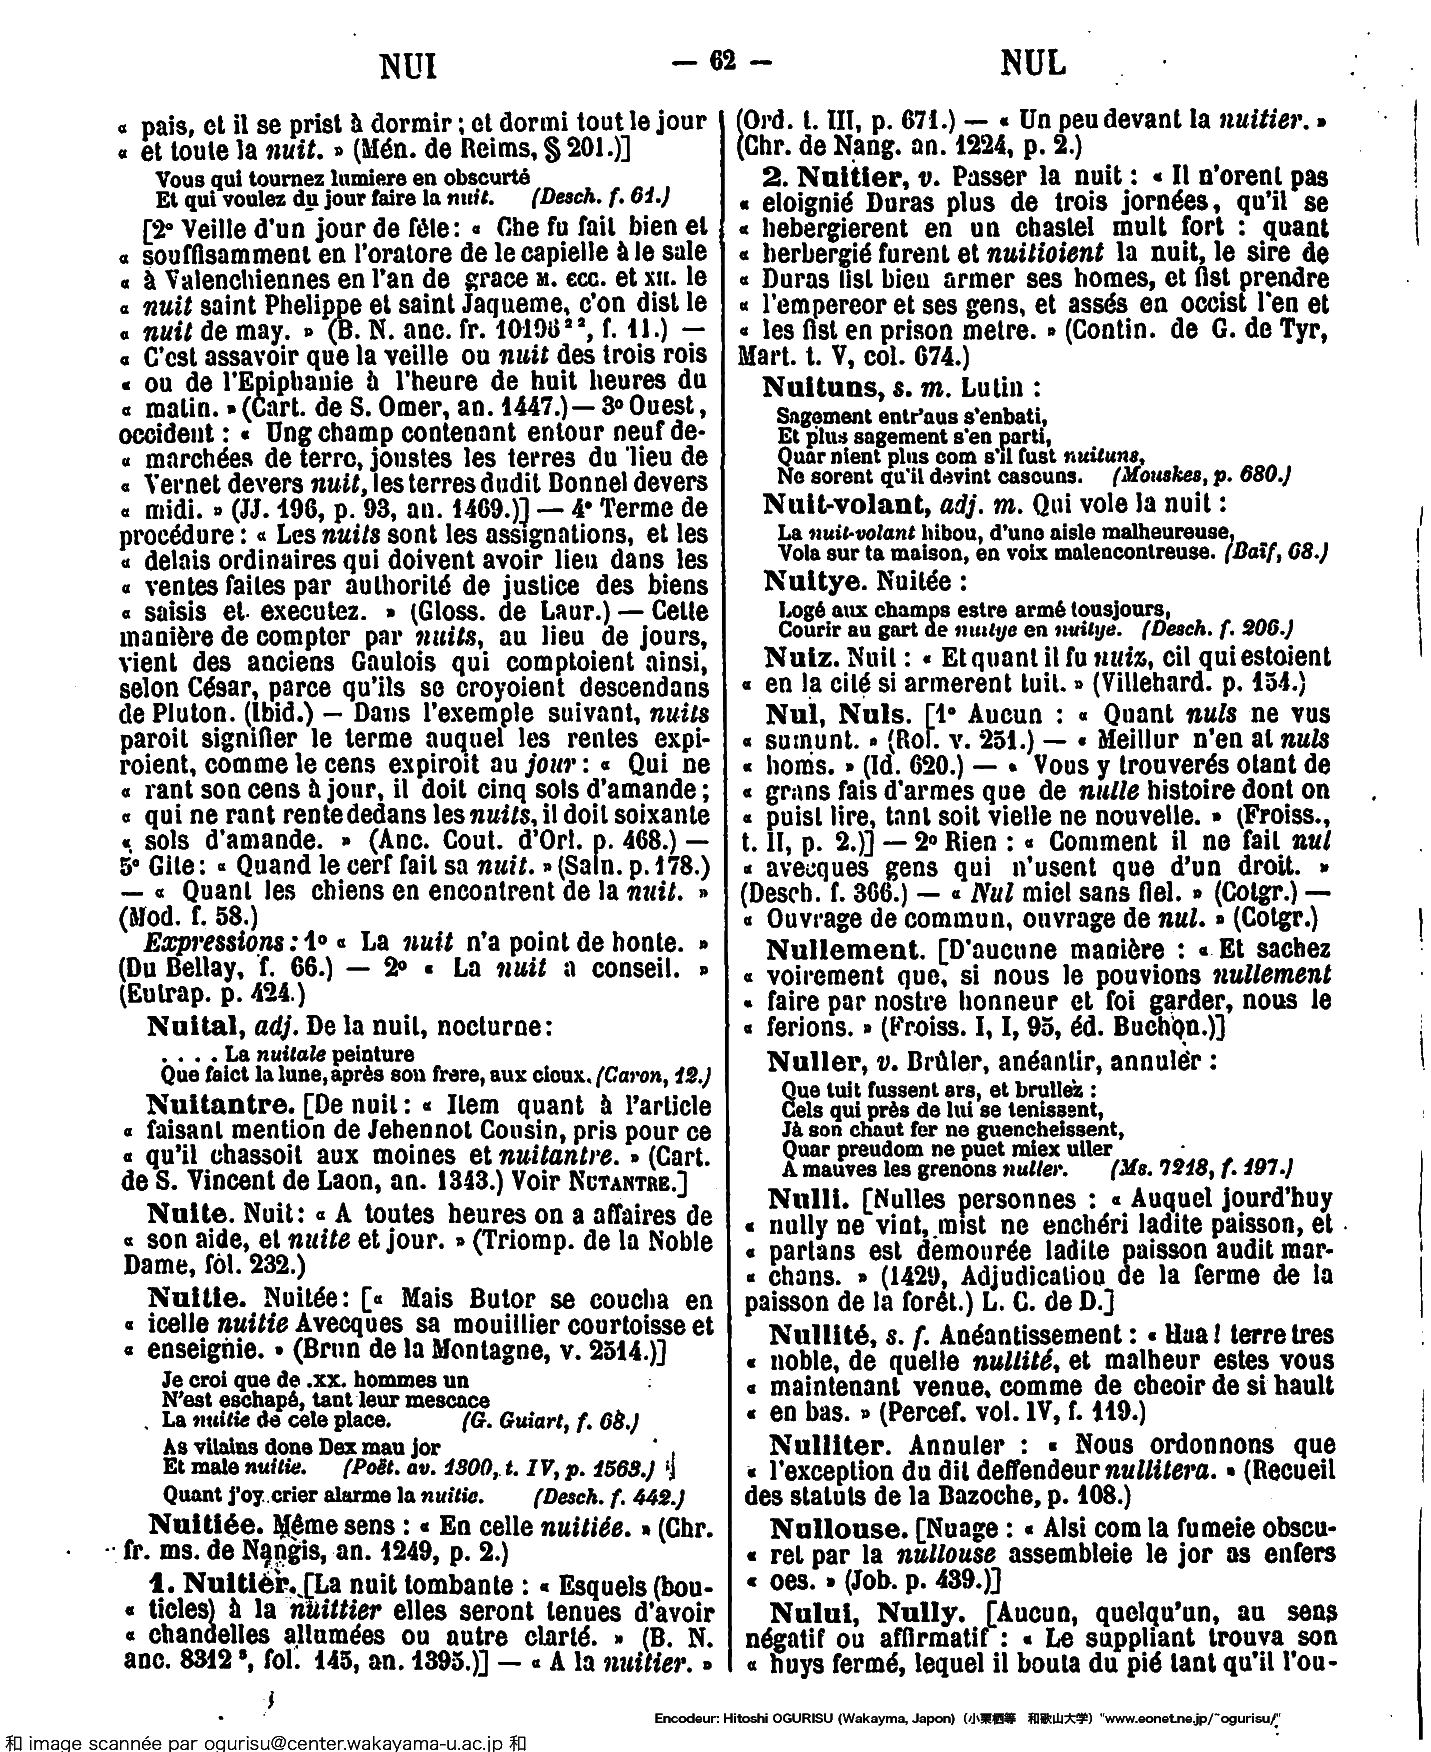 NUI — 62 — NUL
« pais, et il se prist à dormir ; et dormi tout le jour
« et toute la nuit. » (Mén. de Reims, § 201.)]
Vous qui tournez lumiere en obscurté
Et qui voulez du jour faire la nuit. (Desch. f. 61.)
[2° Veille d'un jour de fête : « Che fu fait bien et
« souffisamment en l'oratore de le capielle à le sale
« à Valenchiennes en l'an de grace M. CCC. et XII. le
« nuit saint Phelippe et saint Jaqueme, c'on dist le
« nuit de may. » (B. N. anc. fr. 10196²², f. 11.) —
« C'est assavoir que la veille ou nuit des trois rois
« ou de l'Epiphanie à l'heure de huit heures du
« matin. » (Cart. de S. Omer, an. 1447.) — 3° Ouest,
occident : « Ung champ contenant entour neuf de-
« marchées de terre, joustes les terres du lieu de
« Vernet devers nuit, les terres dudit Bonnel devers
« midi. » (JJ. 196, p. 93, an. 1469.)] — 4° Terme de
procédure : « Les nuits sont les assignations, et les
« delais ordinaires qui doivent avoir lieu dans les
« ventes faites par authorité de justice des biens
« saisis et executez. » (Gloss. de Laur.) — Cette
manière de compter par nuits, au lieu de jours,
vient des anciens Gaulois qui comptoient ainsi,
selon César, parce qu'ils se croyoient descendans
de Pluton. (Ibid.) — Dans l'exemple suivant, nuits
paroit signifier le terme auquel les rentes expi-
roient, comme le cens expiroit au jour : « Qui ne
« rant son cens à jour, il doit cinq sols d'amande ;
« qui ne rant rente dedans les nuits, il doit soixante
« sols d'amande. » (Anc. Cout. d'Orl. p. 468.) —
5° Gite : « Quand le cerf fait sa nuit. » (Saln. p. 178.)
— « Quant les chiens en encontrent de la nuit. »
(Mod. f. 58.)
Expressions : 1° « La nuit n'a point de honte. »
(Du Bellay, f. 66.) — 2° « La nuit a conseil. »
(Eutrap. p. 424.)
Nuital, adj. De la nuit, nocturne :
. . . . La nuitale peinture
Que faict la lune, après son frere, aux cieux. (Caron, 12.)
Nuitantre. [De nuit : « Item quant à l'article
« faisant mention de Jehennot Cousin, pris pour ce
« qu'il chassoit aux moines et nuitantre. » (Cart.
de S. Vincent de Laon, an. 1343.) Voir NUTANTRE.]
Nuite. Nuit : « A toutes heures on a affaires de
« son aide, et nuite et jour. » (Triomp. de la Noble
Dame, fol. 232.)
Nuitie. Nuitée : [« Mais Butor se coucha en
« icelle nuitie Avecques sa mouillier courtoisse et
« enseignie. » (Brun de la Montagne, v. 2514.)]
Je croi que de .xx. hommes un
N'est eschapé, tant leur mescace
La nuitie de cele place. (G. Guiart, f. 68.)
As vilains done Dex mau jor
Et male nuitie. (Poët. av. 1300, t. IV, p. 1563.)
Quant j'oy crier alarme la nuitie. (Desch. f. 442.)
Nuitiée. Même sens : « En celle nuitiée. » (Chr.
fr. ms. de Nangis, an. 1249, p. 2.)
1. Nuitier. [La nuit tombante : « Esquels (bou-
« ticles) à la nuittier elles seront tenues d'avoir
« chandelles allumées ou autre clarté. » (B. N.
anc. 8312 ³, fol. 145, an. 1395.)] — « A la nuitier. »
(Ord. t. III, p. 671.) — « Un peu devant la nuitier. »
(Chr. de Nang. an. 1224, p. 2.)
2. Nuitier, v. Passer la nuit : « Il n'orent pas
« eloignié Duras plus de trois jornées, qu'il se
« hebergierent en un chastel mult fort : quant
« herbergié furent et nuitioient la nuit, le sire de
« Duras fist bien armer ses homes, et fist prendre
« l'empereor et ses gens, et assés en occist l'en et
« les fist en prison metre. » (Contin. de G. de Tyr,
Mart. t. V, col. 674.)
Nuituns, s. m. Lutin :
Sagement entr'aus s'enbati,
Et plus sagement s'en parti,
Quar nient plus com s'il fust nuituns,
Ne sorent qu'il devint cascuns. (Mouskes, p. 680.)
Nuit-volant, adj. m. Qui vole la nuit :
La nuit-volant hibou, d'une aisle malheureuse,
Vola sur ta maison, en voix malencontreuse. (Baïf, 68.)
Nuitye. Nuitée :
Logé aux champs estre armé tousjours,
Courir au gart de nuitye en nuitye. (Desch. f. 206.)
Nuiz. Nuit : « Et quant il fu nuiz, cil qui estoient
« en la cité si armerent tuit. » (Villehard. p. 154.)
Nul, Nuls. [1° Aucun : « Quant nuls ne vus
« sumunt. » (Rol. v. 251.) — « Meillur n'en at nuls
« homs. » (Id. 620.) — « Vous y trouverés otant de
« grans fais d'armes que de nulle histoire dont on
« puist lire, tant soit vielle ne nouvelle. » (Froiss.,
t. II, p. 2.)] — 2° Rien : « Comment il ne fait nul
« avecques gens qui n'usent que d'un droit. »
(Desch. f. 366.) — « Nul miel sans fiel. » (Cotgr.) —
« Ouvrage de commun, ouvrage de nul. » (Cotgr.)
Nullement. [D'aucune manière : « Et sachez
« voirement que, si nous le pouvions nullement
« faire par nostre honneur et foi garder, nous le
« ferions. » (Froiss. I, I, 95, éd. Buchon.)]
Nuller, v. Brûler, anéantir, annuler :
Que tuit fussent ars, et brullez :
Cels qui près de lui se tenissent,
Jà son chaut fer ne guencheissent,
Quar preudom ne puet miex uller
A mauves les grenons nuller. (Ms. 7218, f. 197.)
Nulli. [Nulles personnes : « Auquel jourd'huy
« nully ne vint, mist ne enchéri ladite paisson, et
« partans est demourée ladite paisson audit mar-
« chans. » (1429, Adjudication de la ferme de la
paisson de la forêt.) L. C. de D.]
Nullité, s. f. Anéantissement : « Hua ! terre tres
« noble, de quelle nullité, et malheur estes vous
« maintenant venue, comme de cheoir de si hault
« en bas. » (Percef. vol. IV, f. 119.)
Nulliter. Annuler : « Nous ordonnons que
« l'exception du dit deffendeur nullitera. » (Recueil
des statuts de la Bazoche, p. 108.)
Nullouse. [Nuage : « Alsi com la fumeie obscu-
« ret par la nullouse assembleie le jor as enfers
« oes. » (Job. p. 439.)]
Nului, Nully. [Aucun, quelqu'un, au sens
négatif ou affirmatif : « Le suppliant trouva son
« huys fermé, lequel il bouta du pié tant qu'il l'ou-
Encodeur: Hitoshi OGURISU (Wakayma, Japon) (小栗栖等 和歌山大学) "www.eonet.ne.jp/~ogurisu/"
和 image scannée par ogurisu@center.wakayama-u.ac.jp 和